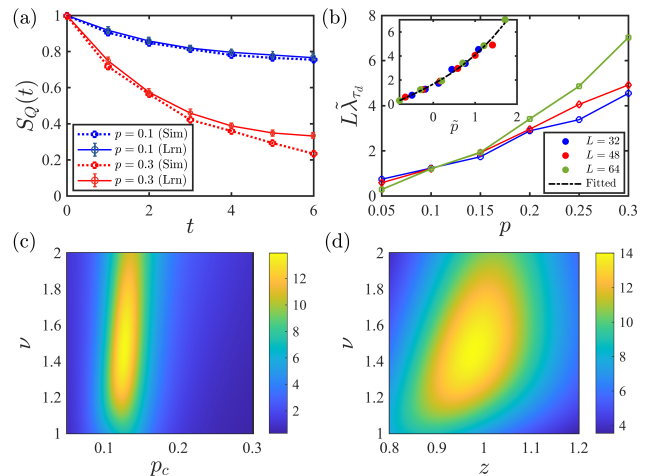 (a)
S_Q(t)
1
0.8
0.6
0.4
0.2
0
0
2
4
6
t
p = 0.1 (Sim)
p = 0.1 (Lrn)
p = 0.3 (Sim)
p = 0.3 (Lrn)
(b)
Lλ̃_{τ_d}
8
6
4
2
0
0.05
0.1
0.15
0.2
0.25
0.3
p
6
4
2
0
0
1
2
p̃
L = 32
L = 48
L = 64
Fitted
(c)
ν
2
1.8
1.6
1.4
1.2
1
0.1
0.2
0.3
p_c
12
10
8
6
4
2
(d)
ν
2
1.8
1.6
1.4
1.2
1
0.8
0.9
1
1.1
1.2
z
14
12
10
8
6
4